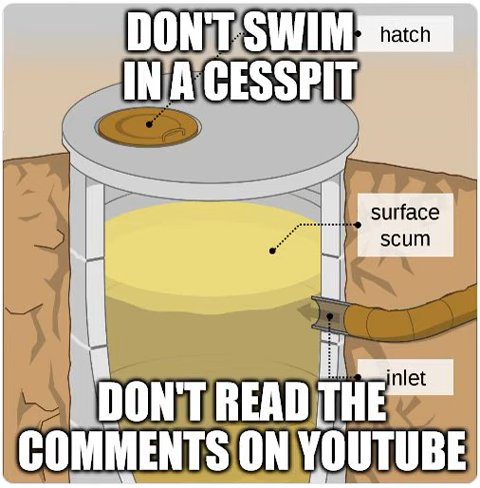 DON'T SWIM
IN A CESSPIT
hatch
surface
scum
inlet
DON'T READ THE
COMMENTS ON YOUTUBE